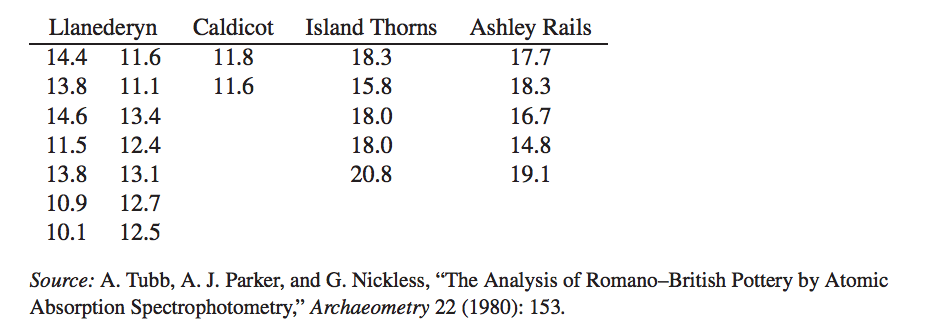 Llanederyn Caldicot Island Thorns Ashley Rails
14.4 11.6 11.8 18.3 17.7
13.8 11.1 11.6 15.8 18.3
14.6 13.4 18.0 16.7
11.5 12.4 18.0 14.8
13.8 13.1 20.8 19.1
10.9 12.7
10.1 12.5
Source: A. Tubb, A. J. Parker, and G. Nickless, “The Analysis of Romano–British Pottery by Atomic
Absorption Spectrophotometry,” Archaeometry 22 (1980): 153.